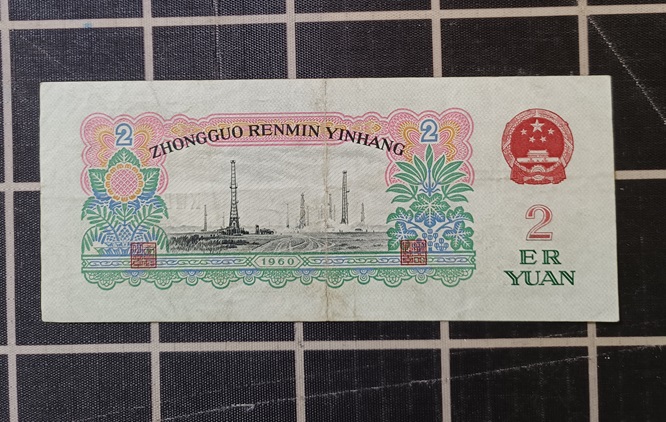 2
2
ZHONGGUO RENMIN YINHANG
1960
2
ER
YUAN